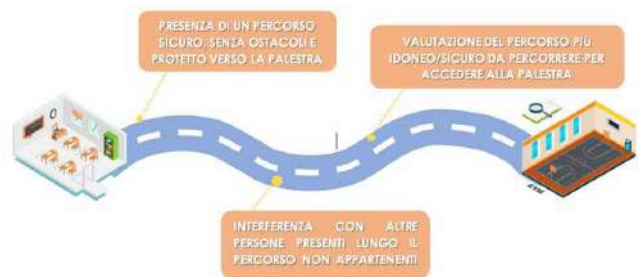 PRESENZA DI UN PERCORSO
SICURO, SENZA OSTACOLI E
PROTETTO VERSO LA PALESTRA
VALUTAZIONE DEL PERCORSO PIÙ
IDONEO/SICURO DA PERCORRERE PER
ACCEDERE ALLA PALESTRA
INTERFERENZA CON ALTRE
PERSONE PRESENTI LUNGO IL
PERCORSO NON APPARTENENTI